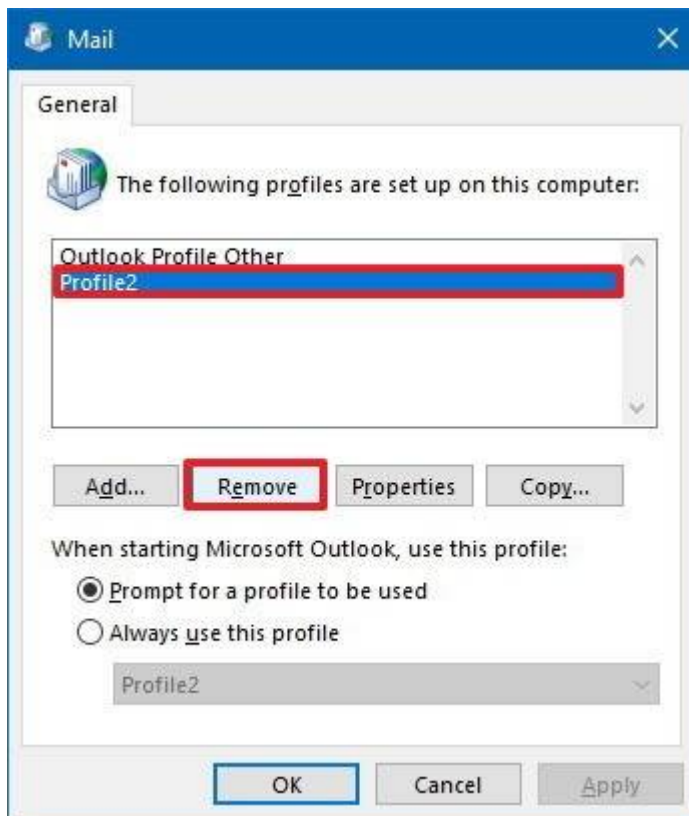 Mail
General
The following profiles are set up on this computer:
Outlook Profile Other
Profile2
Add... Remove Properties Copy...
When starting Microsoft Outlook, use this profile:
Prompt for a profile to be used
Always use this profile
Profile2
OK Cancel Apply